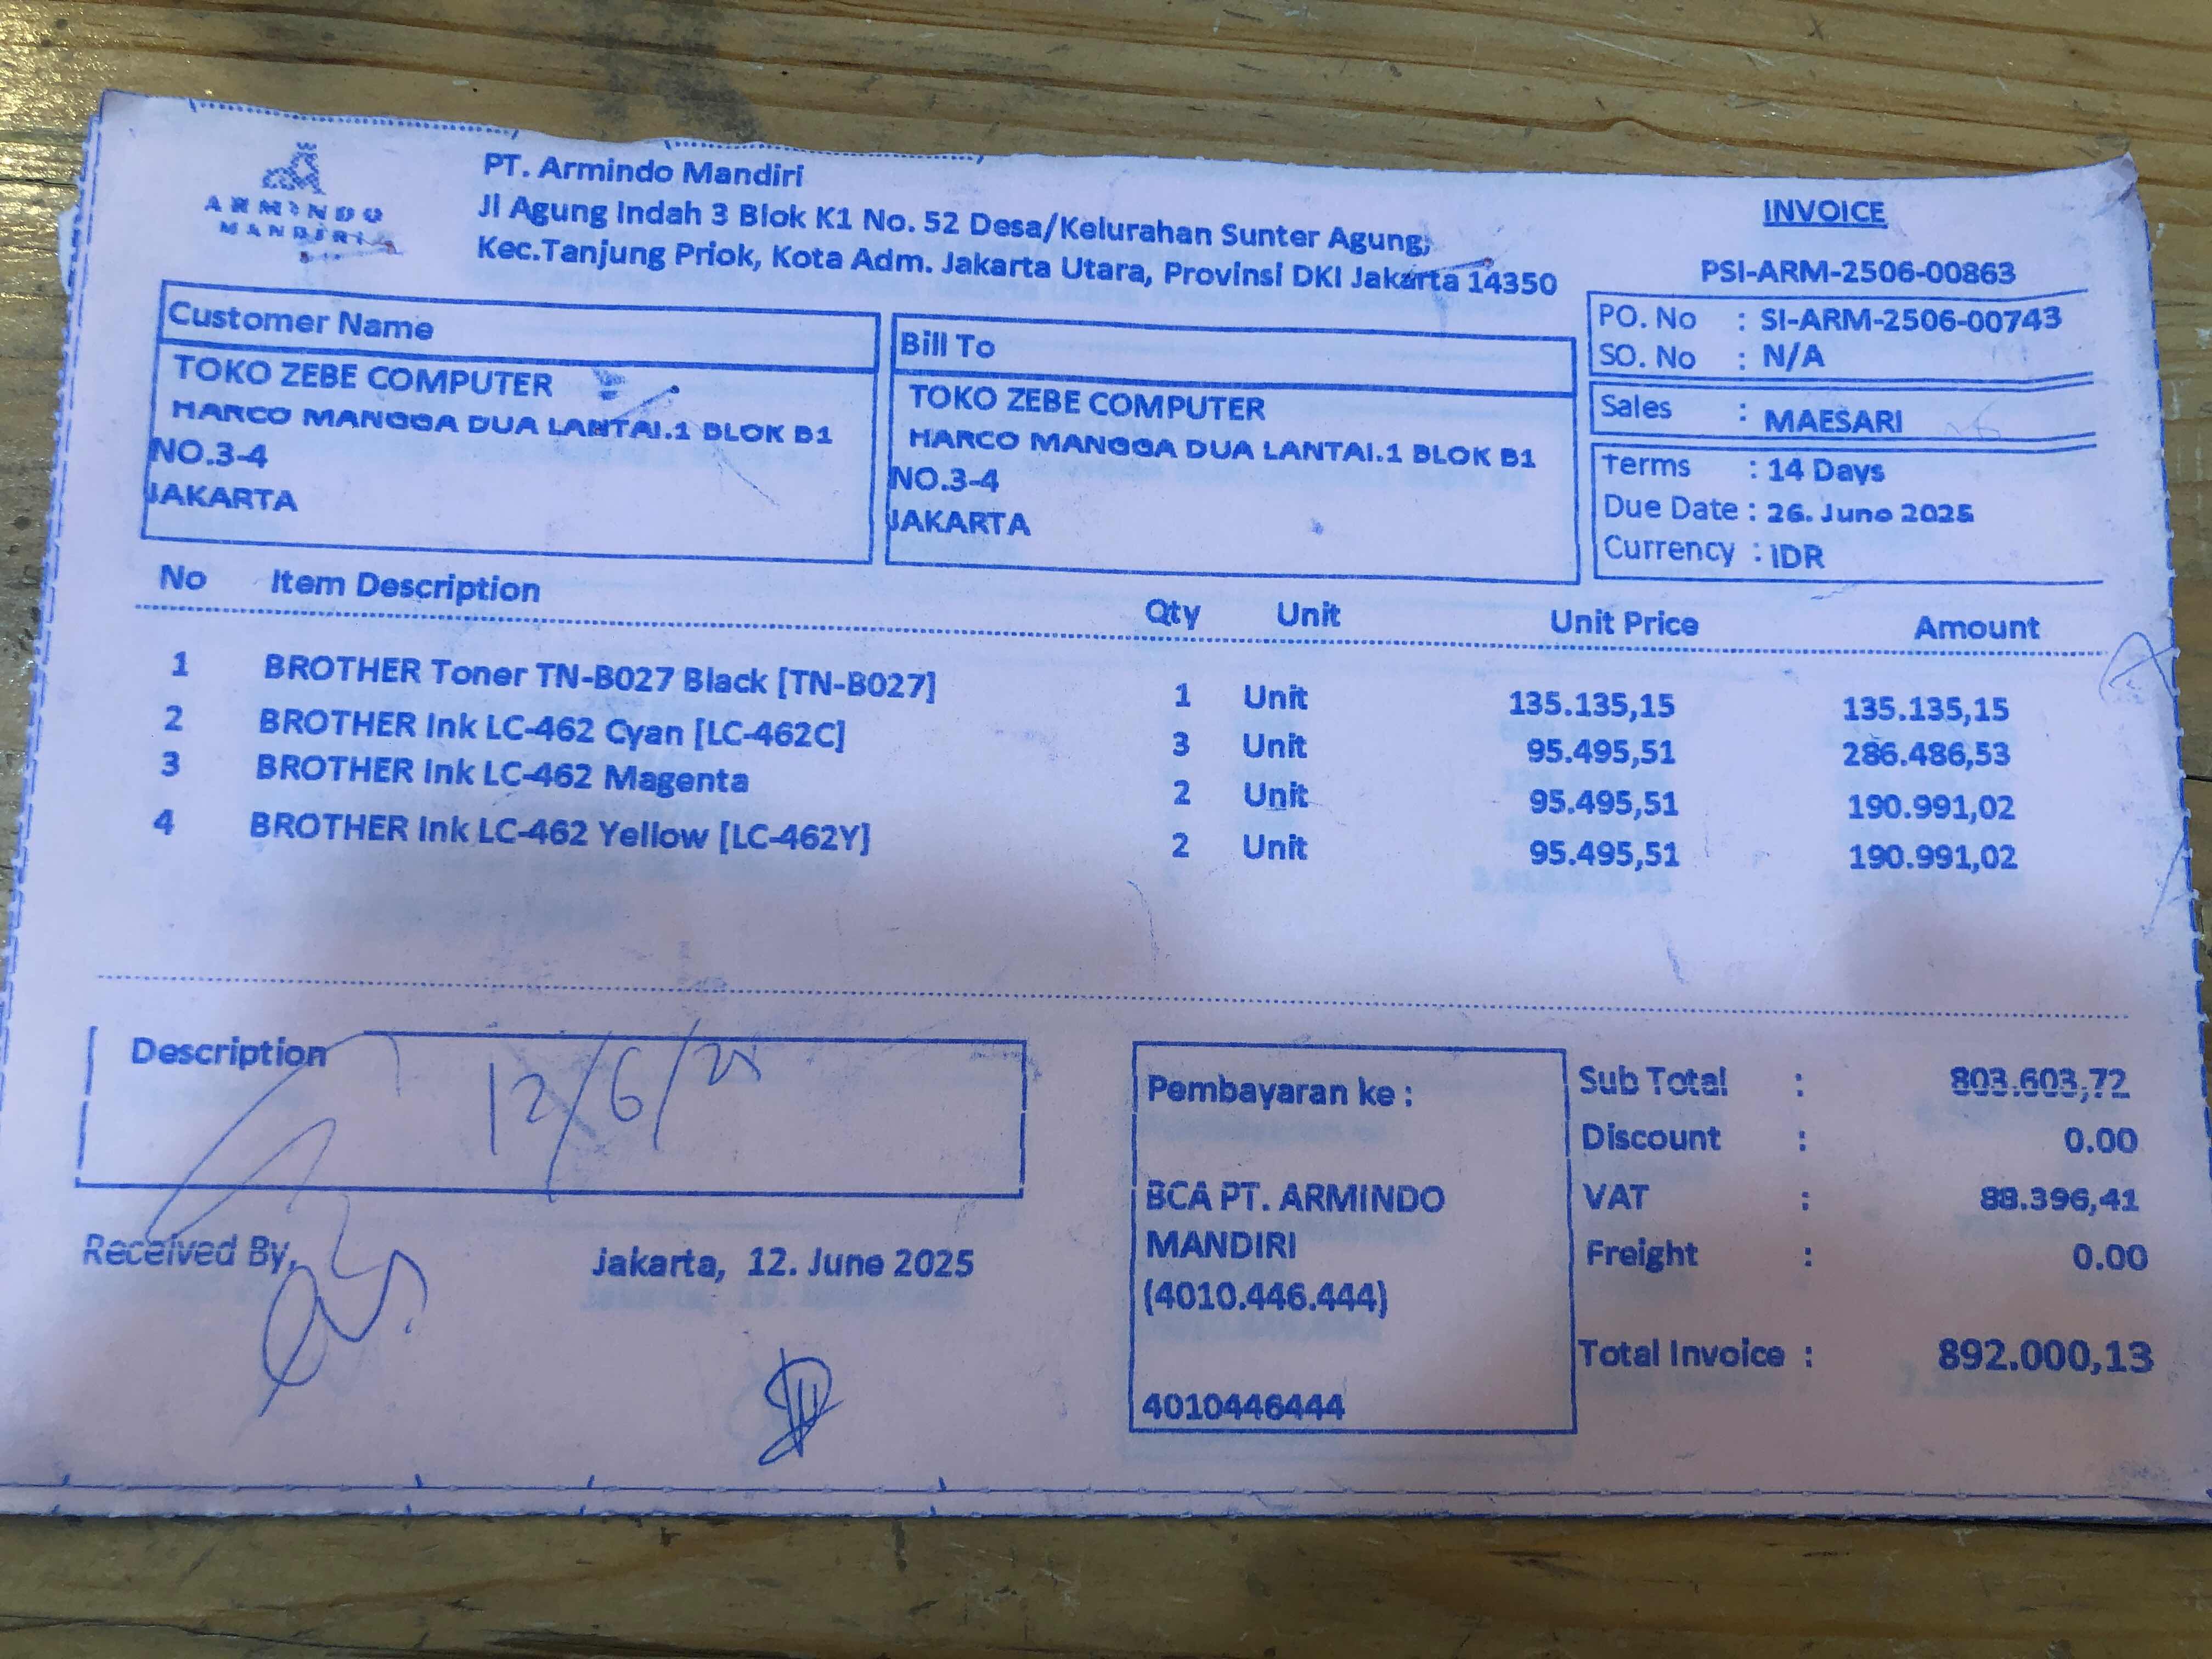 ARMINDO
MANDIRI
PT. Armindo Mandiri
Jl Agung Indah 3 Blok K1 No. 52 Desa/Kelurahan Sunter Agung,
Kec.Tanjung Priok, Kota Adm. Jakarta Utara, Provinsi DKI Jakarta 14350
INVOICE
PSI-ARM-2506-00863
PO. No : SI-ARM-2506-00743
SO. No : N/A
Sales : MAESARI
Terms : 14 Days
Due Date : 26. June 2025
Currency : IDR
Customer Name
TOKO ZEBE COMPUTER
HARCO MANGGA DUA LANTAI.1 BLOK B1
NO.3-4
JAKARTA
Bill To
TOKO ZEBE COMPUTER
HARCO MANGGA DUA LANTAI.1 BLOK B1
NO.3-4
JAKARTA
No Item Description Qty Unit Unit Price Amount
1 BROTHER Toner TN-B027 Black [TN-B027] 1 Unit 135.135,15 135.135,15
2 BROTHER Ink LC-462 Cyan [LC-462C] 3 Unit 95.495,51 286.486,53
3 BROTHER Ink LC-462 Magenta 2 Unit 95.495,51 190.991,02
4 BROTHER Ink LC-462 Yellow [LC-462Y] 2 Unit 95.495,51 190.991,02
Description
12/6/25
Received By,
Jakarta, 12. June 2025
Pembayaran ke :
BCA PT. ARMINDO
MANDIRI
(4010.446.444)
4010446444
Sub Total : 803.603,72
Discount : 0.00
VAT : 88.396,41
Freight : 0.00
Total Invoice : 892.000,13